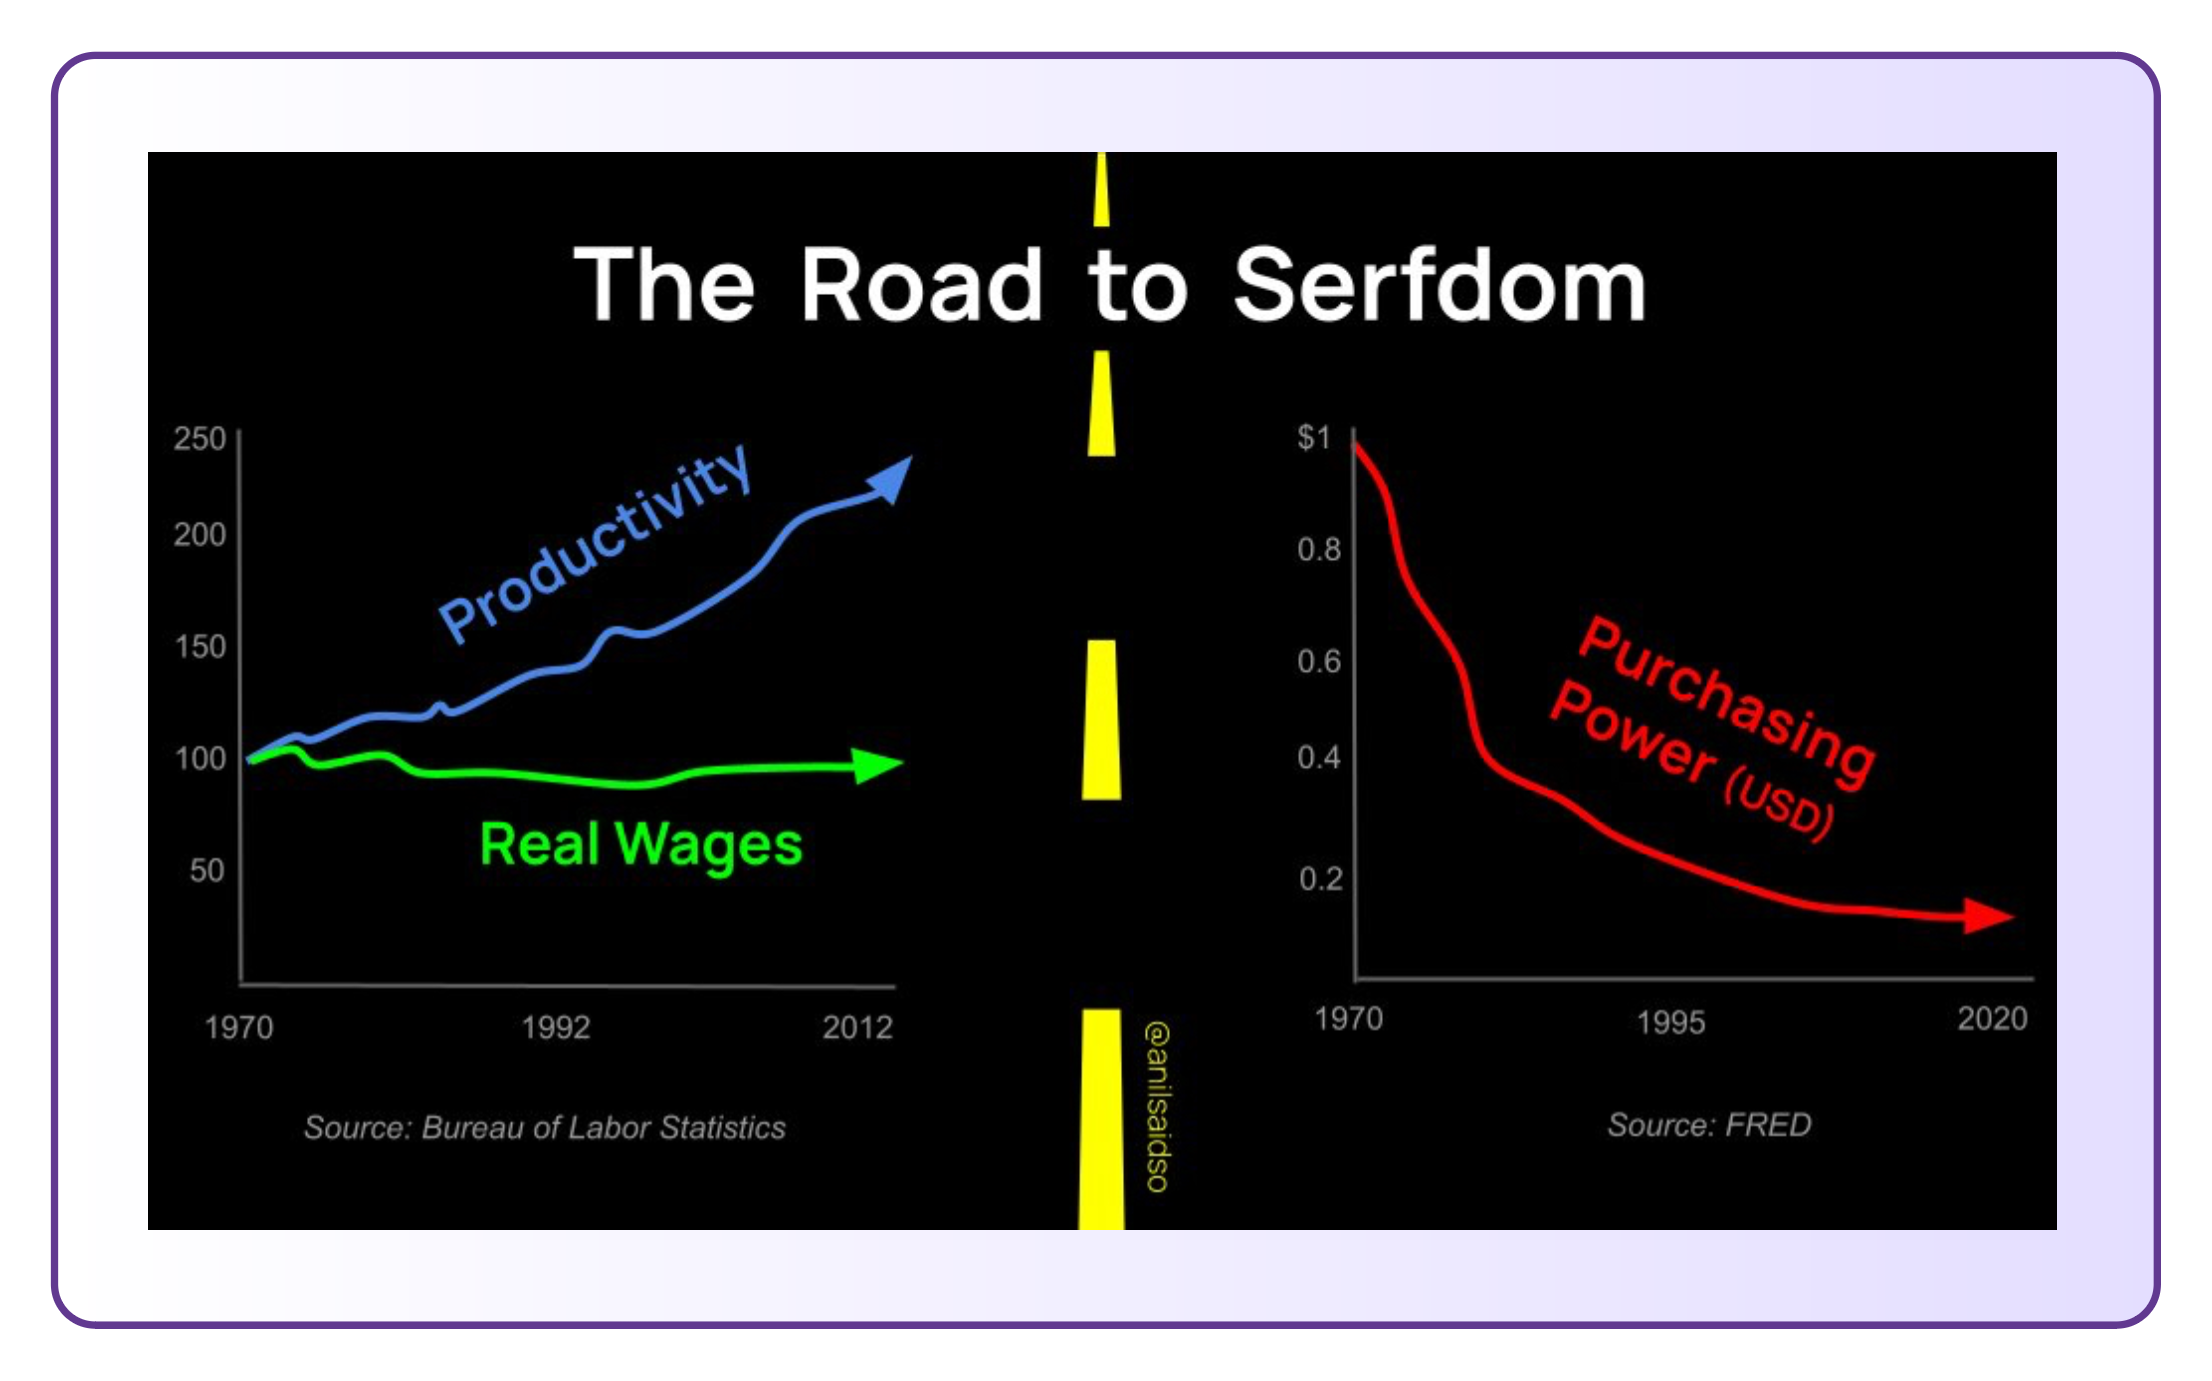 The Road to Serfdom
250
200
150
100
50
Productivity
Real Wages
1970
1992
2012
Source: Bureau of Labor Statistics
@anilsaidso
$1
0.8
0.6
0.4
0.2
Purchasing
Power (USD)
1970
1995
2020
Source: FRED